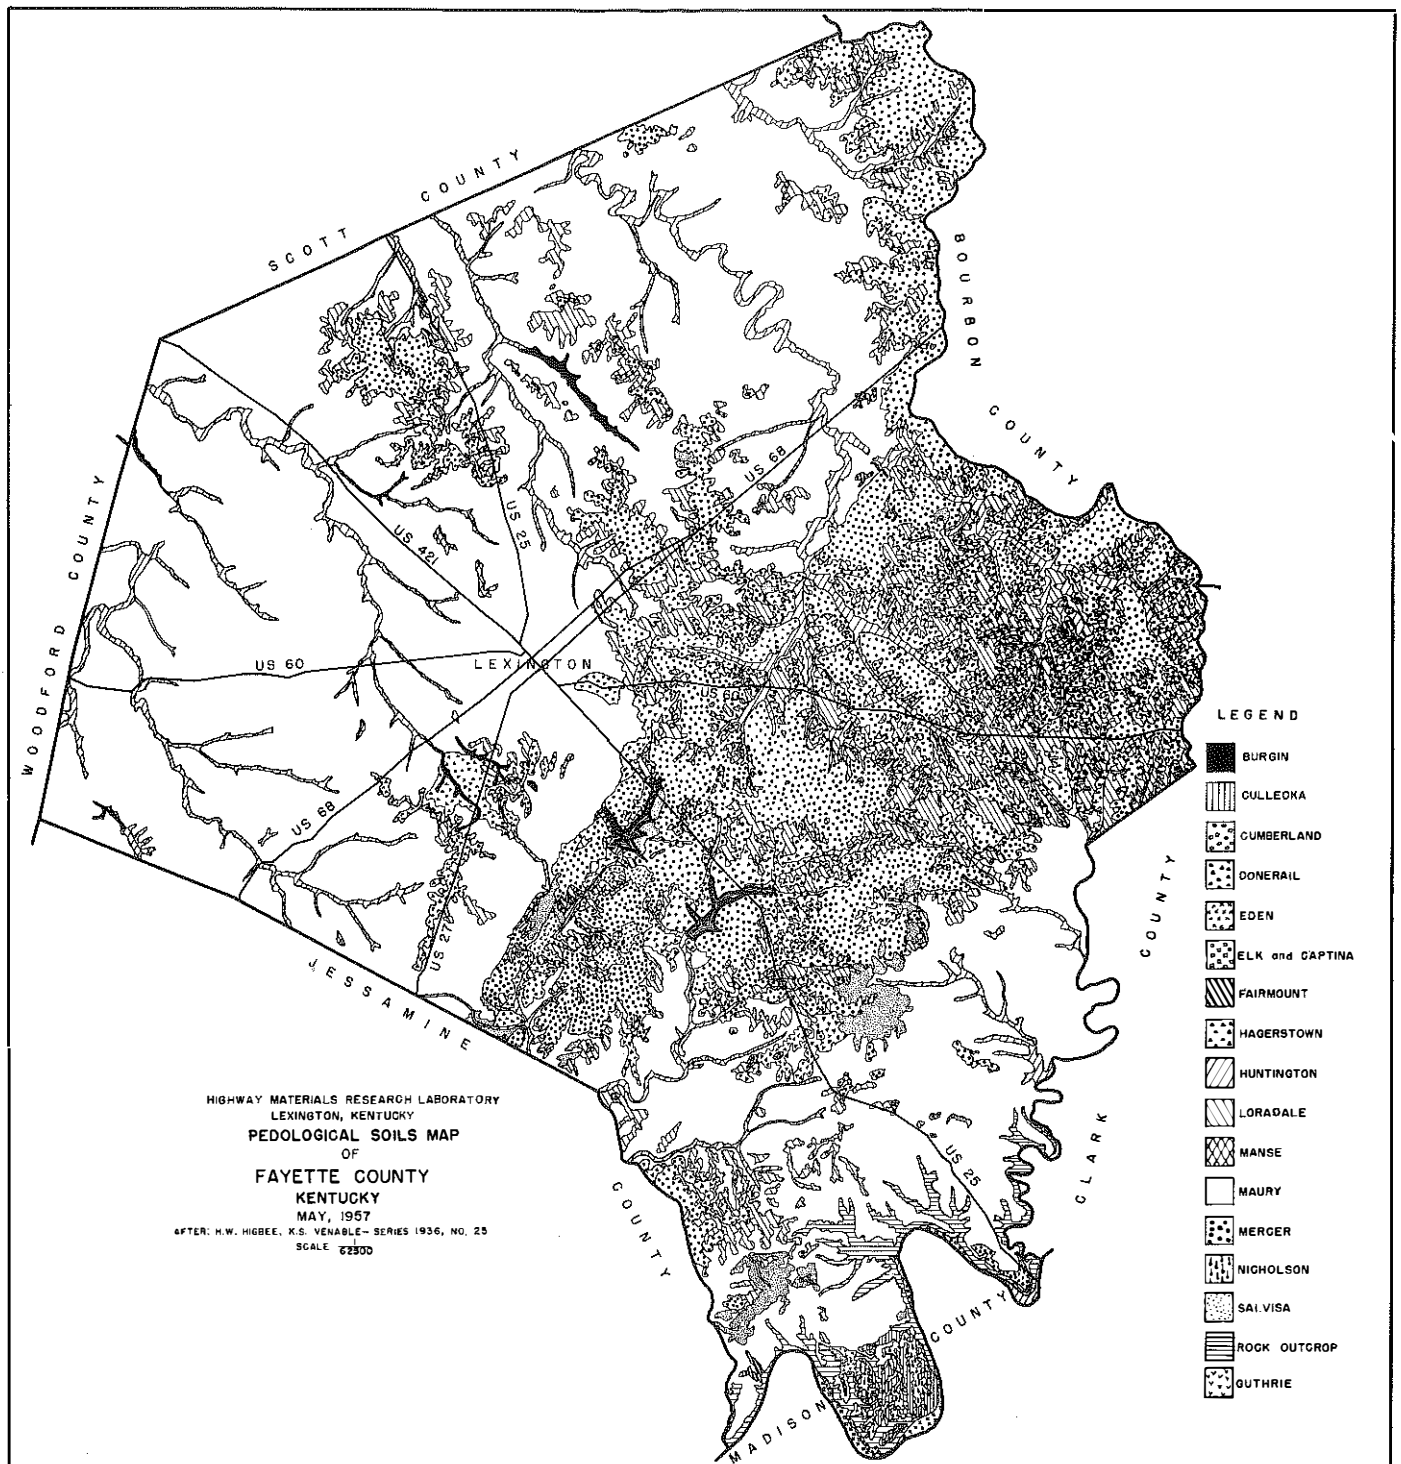 SCOTT COUNTY
BOURBON COUNTY
WOODFORD COUNTY
US 68
US 25
US 421
US 60
LEXINGTON
US 60
US 68
US 27
JESSAMINE COUNTY
US 25
CLARK COUNTY
MADISON COUNTY
LEGEND
BURGIN
CULLEOKA
CUMBERLAND
DONERAIL
EDEN
ELK and CAPTINA
FAIRMOUNT
HAGERSTOWN
HUNTINGTON
LORADALE
MANSE
MAURY
MERCER
NICHOLSON
SALVISA
ROCK OUTCROP
GUTHRIE
HIGHWAY MATERIALS RESEARCH LABORATORY
LEXINGTON, KENTUCKY
PEDOLOGICAL SOILS MAP
OF
FAYETTE COUNTY
KENTUCKY
MAY, 1957
AFTER: H.W. HIGBEE, K.S. VENABLE- SERIES 1936, NO. 25
SCALE 1/62500